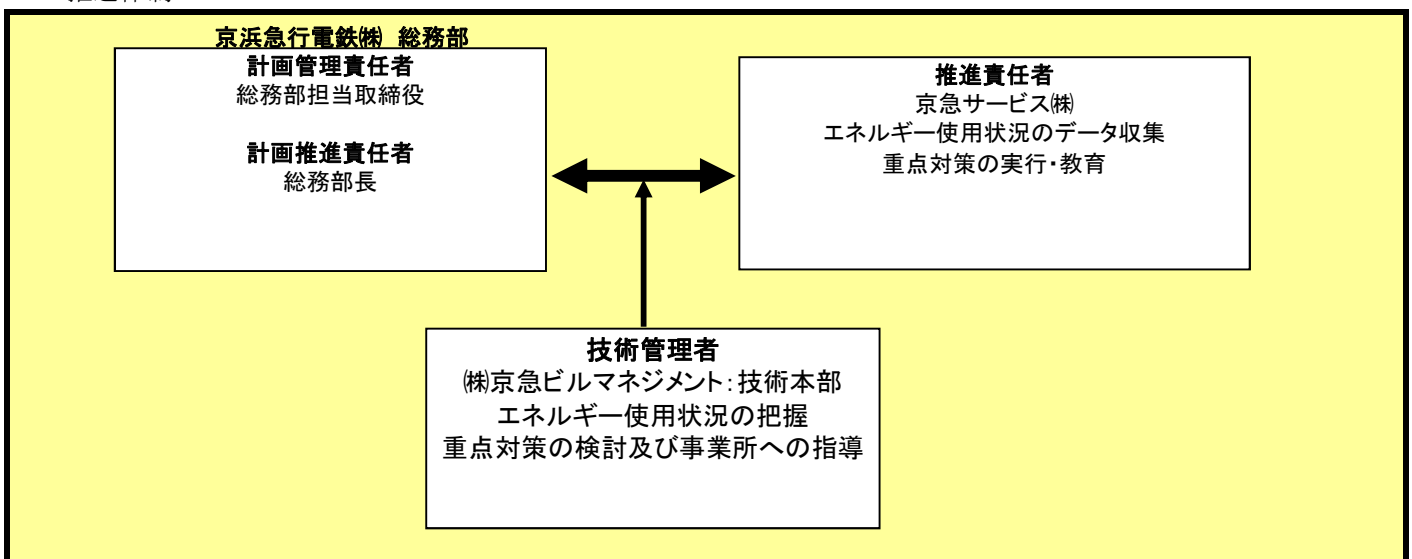 京浜急行電鉄㈱ 総務部
計画管理責任者
総務部担当取締役
計画推進責任者
総務部長
推進責任者
京急サービス㈱
エネルギー使用状況のデータ収集
重点対策の実行・教育
技術管理者
㈱京急ビルマネジメント:技術本部
エネルギー使用状況の把握
重点対策の検討及び事業所への指導